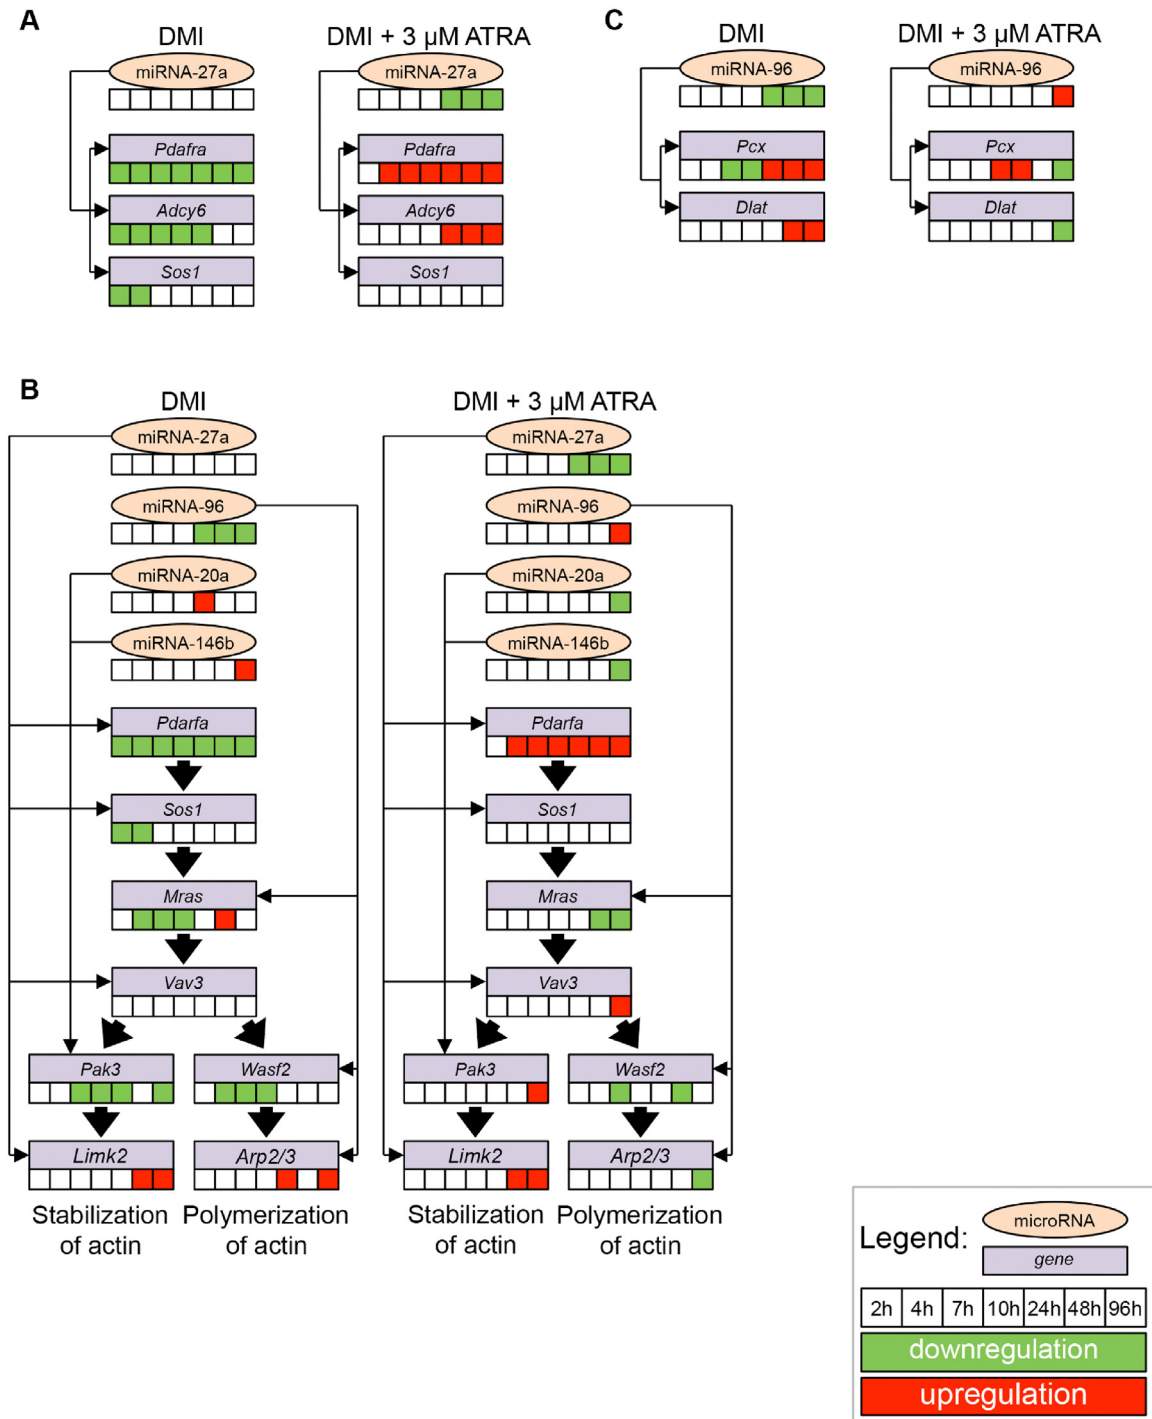 A
DMI
DMI + 3 µM ATRA
miRNA-27a
miRNA-27a
Pdafra
Pdafra
Adcy6
Adcy6
Sos1
Sos1
C
DMI
DMI + 3 µM ATRA
miRNA-96
miRNA-96
Pcx
Pcx
Dlat
Dlat
B
DMI
miRNA-27a
miRNA-96
miRNA-20a
miRNA-146b
Pdarfa
Sos1
Mras
Vav3
Pak3
Wasf2
Limk2
Arp2/3
Stabilization
of actin
Polymerization
of actin
DMI + 3 µM ATRA
miRNA-27a
miRNA-96
miRNA-20a
miRNA-146b
Pdarfa
Sos1
Mras
Vav3
Pak3
Wasf2
Limk2
Arp2/3
Stabilization
of actin
Polymerization
of actin
Legend:
microRNA
gene
2h 4h 7h 10h 24h 48h 96h
downregulation
upregulation